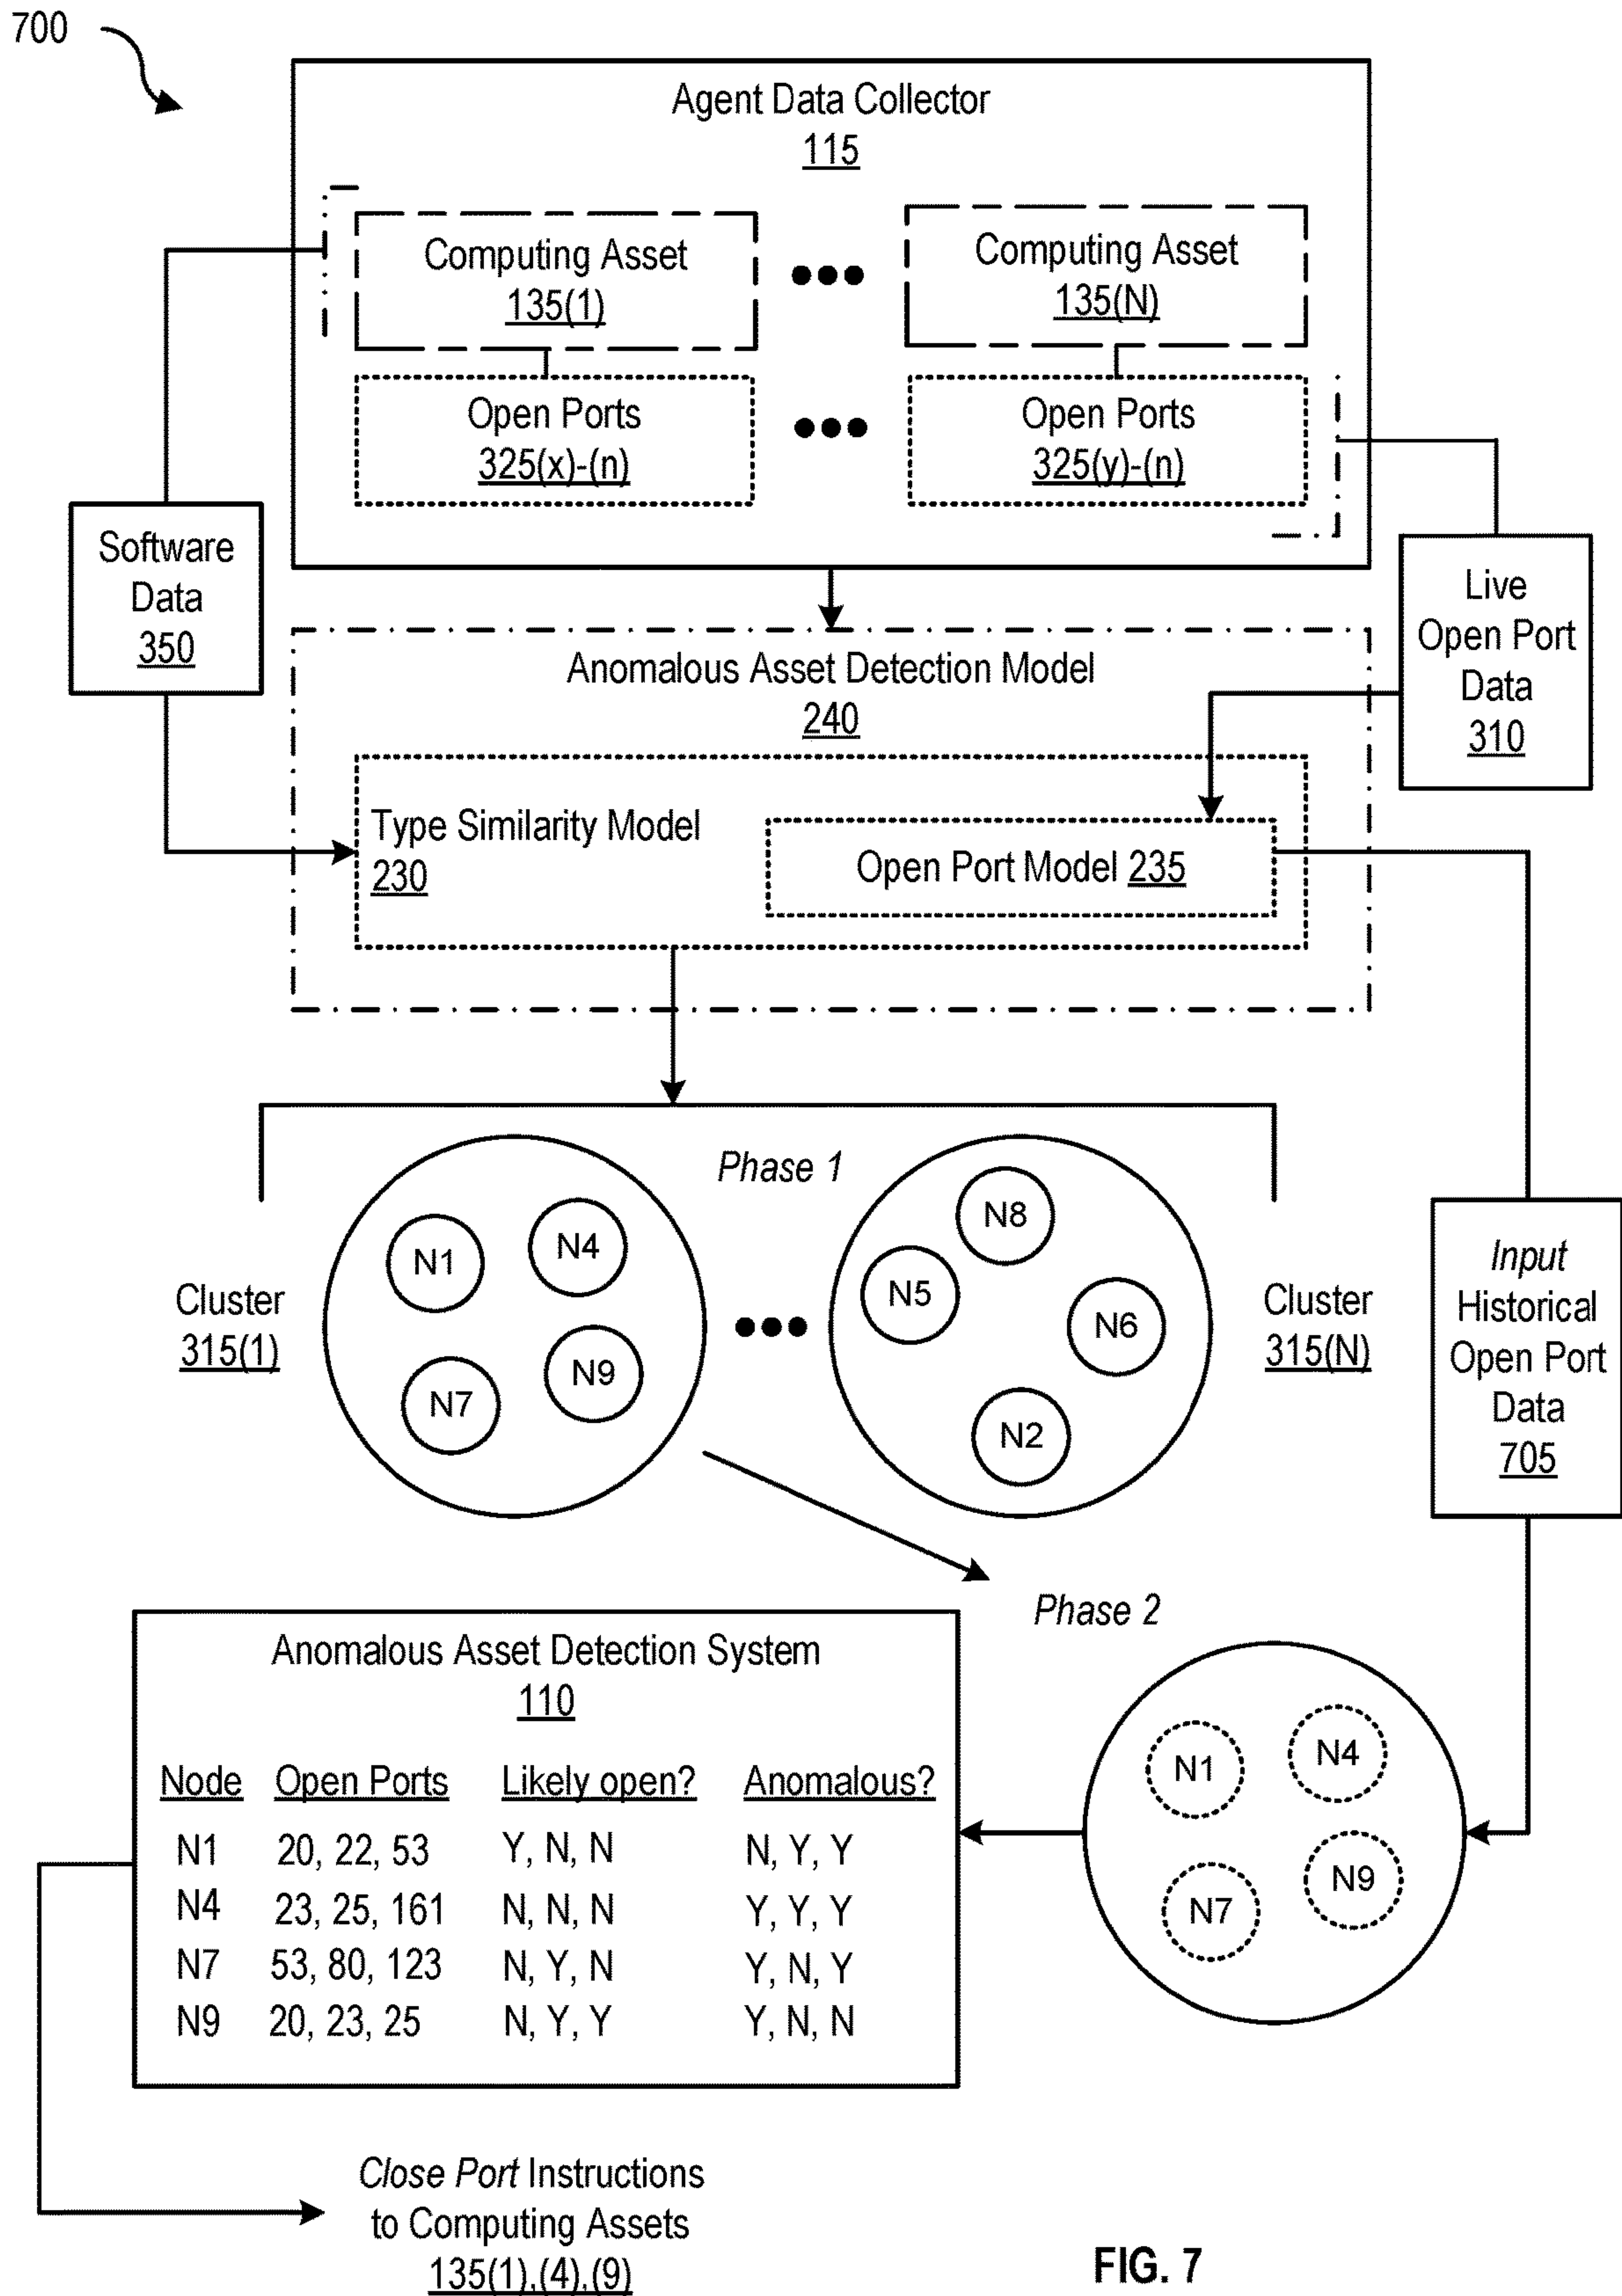 700
Agent Data Collector
115
Computing Asset
135(1)
Computing Asset
135(N)
Open Ports
325(x)-(n)
Open Ports
325(y)-(n)
Software
Data
350
Live
Open Port
Data
310
Anomalous Asset Detection Model
240
Type Similarity Model
230
Open Port Model 235
Phase 1
Cluster
315(1)
N1
N4
N7
N9
N8
N5
N6
N2
Cluster
315(N)
Input
Historical
Open Port
Data
705
Phase 2
N1
N4
N7
N9
Anomalous Asset Detection System
110
Node Open Ports Likely open? Anomalous?
N1 20, 22, 53 Y, N, N N, Y, Y
N4 23, 25, 161 N, N, N Y, Y, Y
N7 53, 80, 123 N, Y, N Y, N, Y
N9 20, 23, 25 N, Y, Y Y, N, N
Close Port Instructions
to Computing Assets
135(1),(4),(9)
FIG. 7